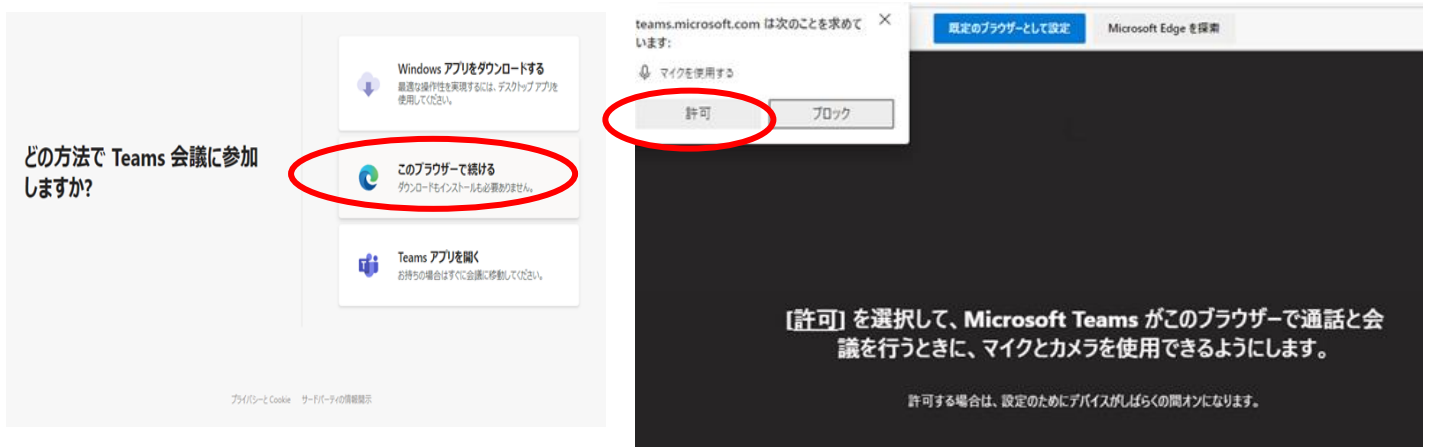 どの方法で Teams 会議に参加
しますか?
Windows アプリをダウンロードする
最適な操作性を実現するには、デスクトップ アプリを
使用してください。
このブラウザーで続ける
ダウンロードもインストールも必要ありません。
Teams アプリを開く
お持ちの場合はすぐに会議に移動してください。
プライバシーと Cookie サードパーティの情報開示
teams.microsoft.com は次のことを求めて
います:
マイクを使用する
許可 ブロック
既定のブラウザーとして設定 Microsoft Edge を探索
[許可] を選択して、Microsoft Teams がこのブラウザーで通話と会
議を行うときに、マイクとカメラを使用できるようにします。
許可する場合は、設定のためにデバイスがしばらくの間オンになります。